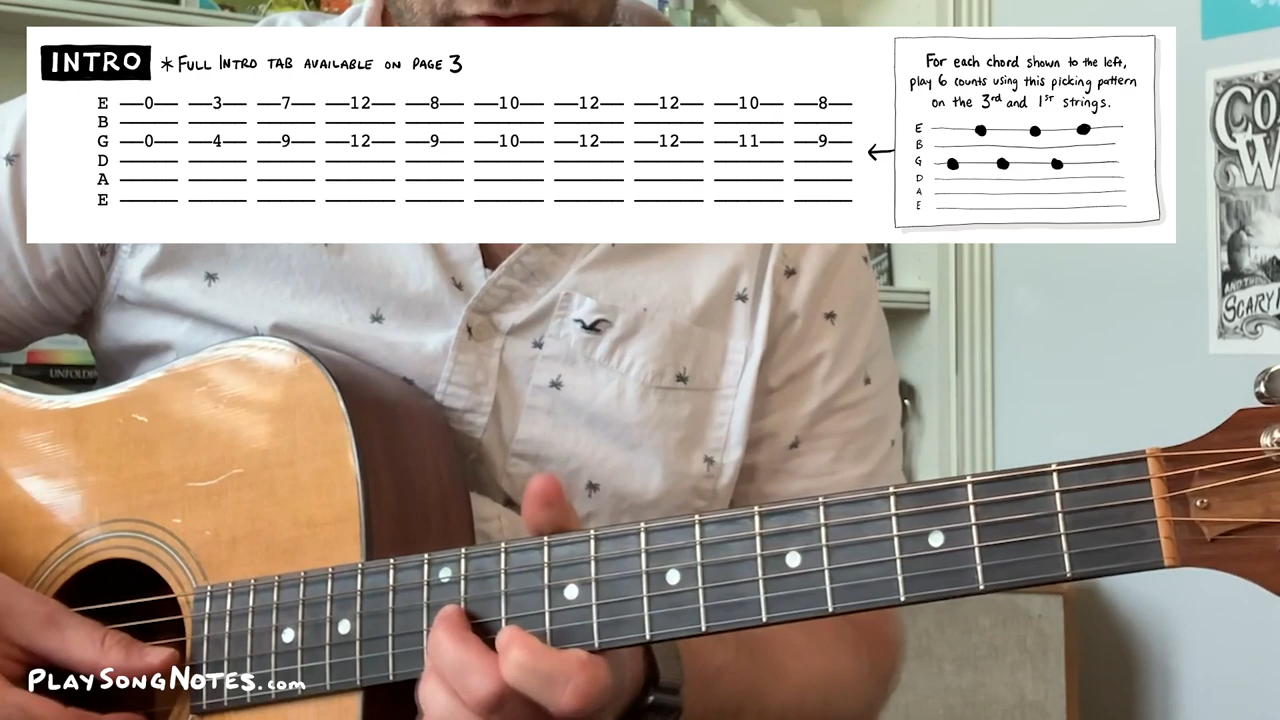 INTRO * FULL INTRO TAB AVAILABLE ON PAGE 3
E —0— —3— —7— —12— —8— —10— —12— —12— —10— —8—
B
G —0— —4— —9— —12— —9— —10— —12— —12— —11— —9—
D
A
E
For each chord shown to the left,
play 6 counts using this picking pattern
on the 3rd and 1st strings.
E
B
G
D
A
E
UNFOLD
SCARY
PLAYSONGNOTES.COM